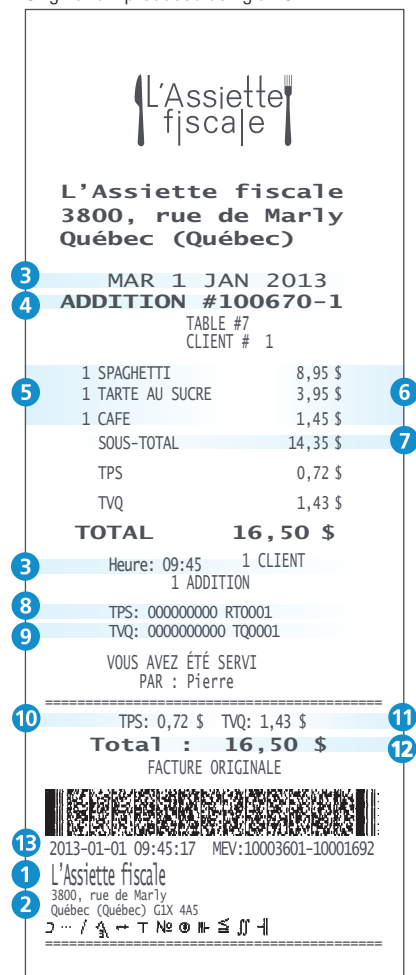 L'Assiette
fiscale
L'Assiette fiscale
3800, rue de Marly
Québec (Québec)
3 MAR 1 JAN 2013
4 ADDITION #100670-1
TABLE #7
CLIENT # 1
1 SPAGHETTI 8,95 $
5 1 TARTE AU SUCRE 3,95 $ 6
1 CAFE 1,45 $
SOUS-TOTAL 14,35 $ 7
TPS 0,72 $
TVQ 1,43 $
TOTAL 16,50 $
3 Heure: 09:45 1 CLIENT
1 ADDITION
8 TPS: 000000000 RT0001
9 TVQ: 0000000000 TQ0001
VOUS AVEZ ÉTÉ SERVI
PAR : Pierre
10 TPS: 0,72 $ TVQ: 1,43 $ 11
Total : 16,50 $ 12
FACTURE ORIGINALE
13 2013-01-01 09:45:17 MEV:10003601-10001692
1 L'Assiette fiscale
2 3800, rue de Marly
Québec (Québec) G1X 4A5